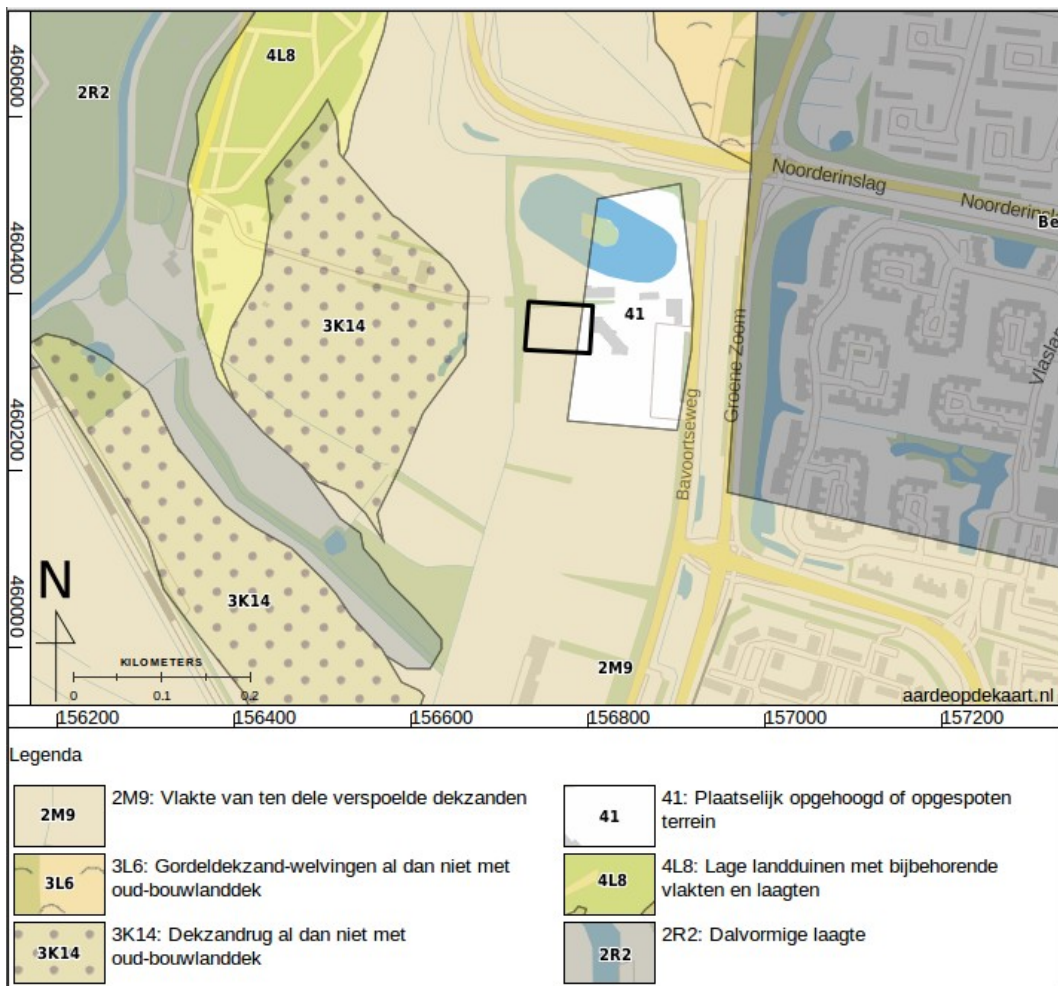 4L8
2R2
460600
Noorderinslag
Noorderinsl
Be
460400
3K14
41
Groene Zoom
Vlaslan
460200
Bavoortseweg
N
460000
3K14
KILOMETERS
0 0.1 0.2
2M9
aardeopdekaart.nl
156200 156400 156600 156800 157000 157200
Legenda
2M9 2M9: Vlakte van ten dele verspoelde dekzanden
3L6 3L6: Gordeldekzand-welvingen al dan niet met
oud-bouwlanddek
3K14 3K14: Dekzandrug al dan niet met
oud-bouwlanddek
41 41: Plaatselijk opgehoogd of opgespoten
terrein
4L8 4L8: Lage landduinen met bijbehorende
vlakten en laagten
2R2 2R2: Dalvormige laagte